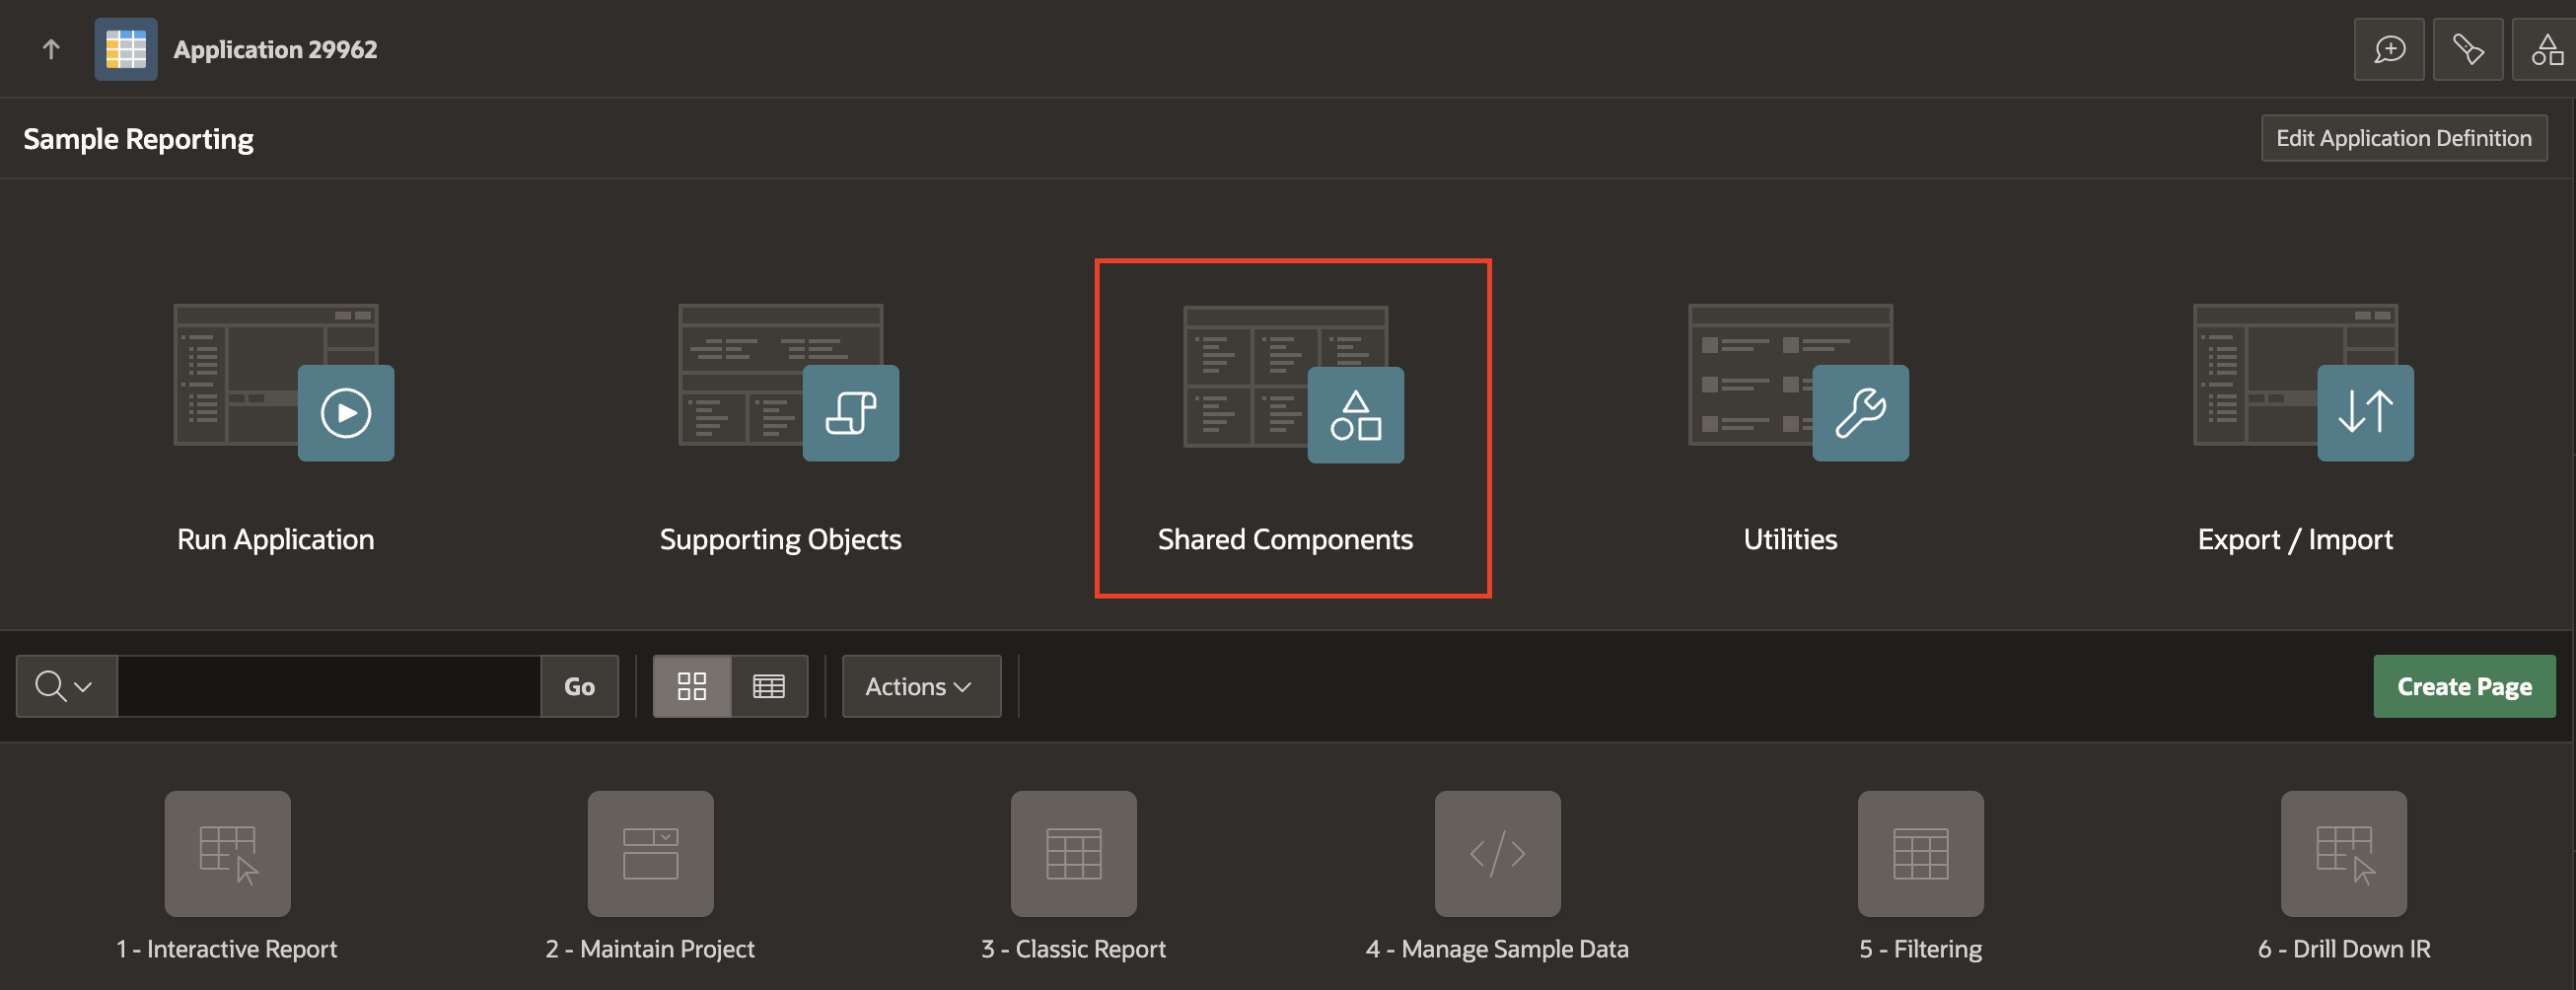 Application 29962
Sample Reporting
Edit Application Definition
Run Application
Supporting Objects
Shared Components
Utilities
Export / Import
Go
Actions
Create Page
1 - Interactive Report
2 - Maintain Project
3 - Classic Report
4 - Manage Sample Data
5 - Filtering
6 - Drill Down IR